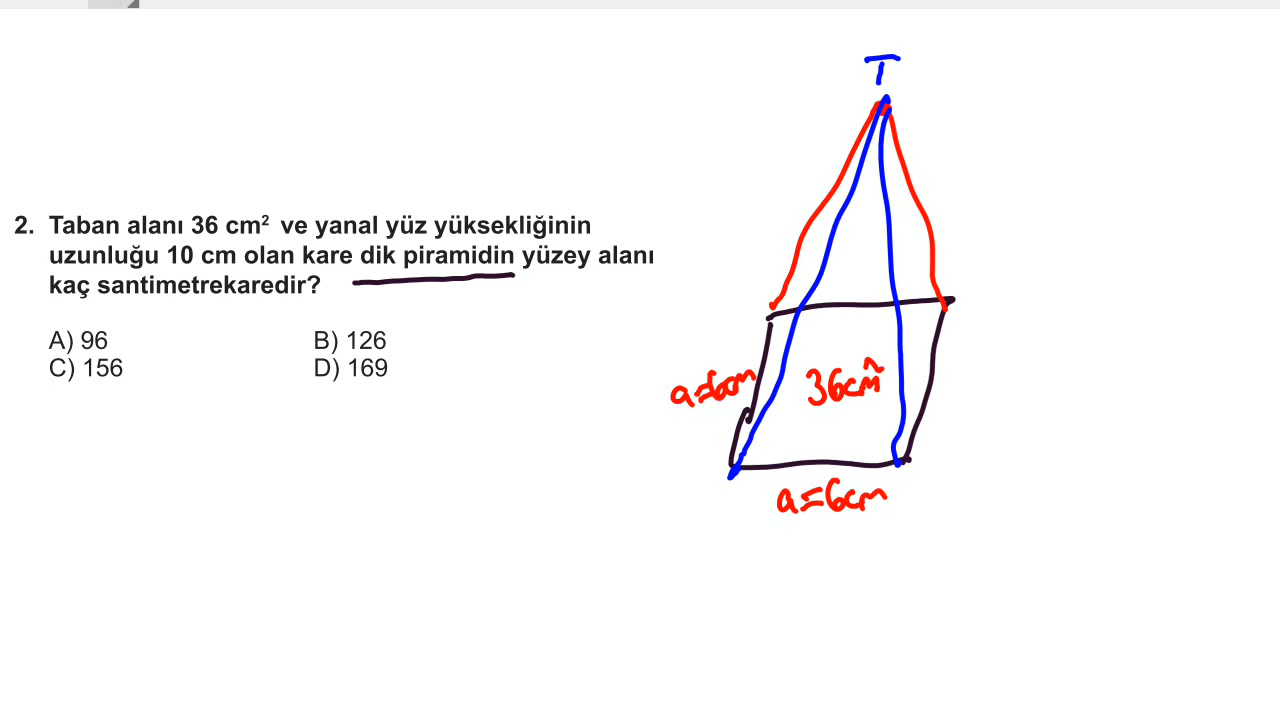 2. Taban alanı 36 cm² ve yanal yüz yüksekliğinin
uzunluğu 10 cm olan kare dik piramidin yüzey alanı
kaç santimetrekaredir?
A) 96 B) 126
C) 156 D) 169
T
a=6cm
36cm²
a=6cm